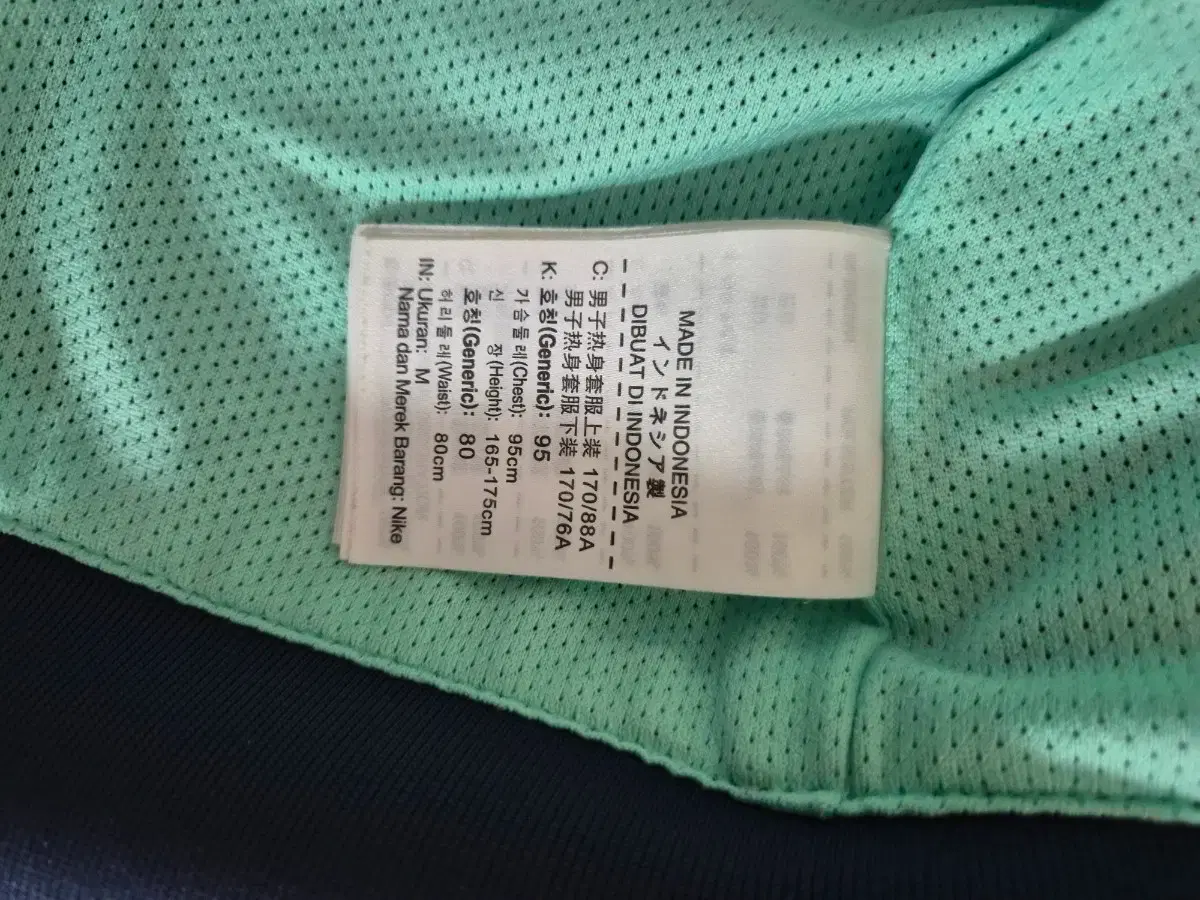 MADE IN INDONESIA
インドネシア製
DIBUAT DI INDONESIA
C: 男子热身套服上装 170/88A
男子热身套服下装 170/76A
K: 호칭(Generic): 95
가슴둘레(Chest): 95cm
신 장(Height): 165-175cm
호칭(Generic): 80
허리둘레(Waist): 80cm
IN: Ukuran: M
Nama dan Merek Barang: Nike